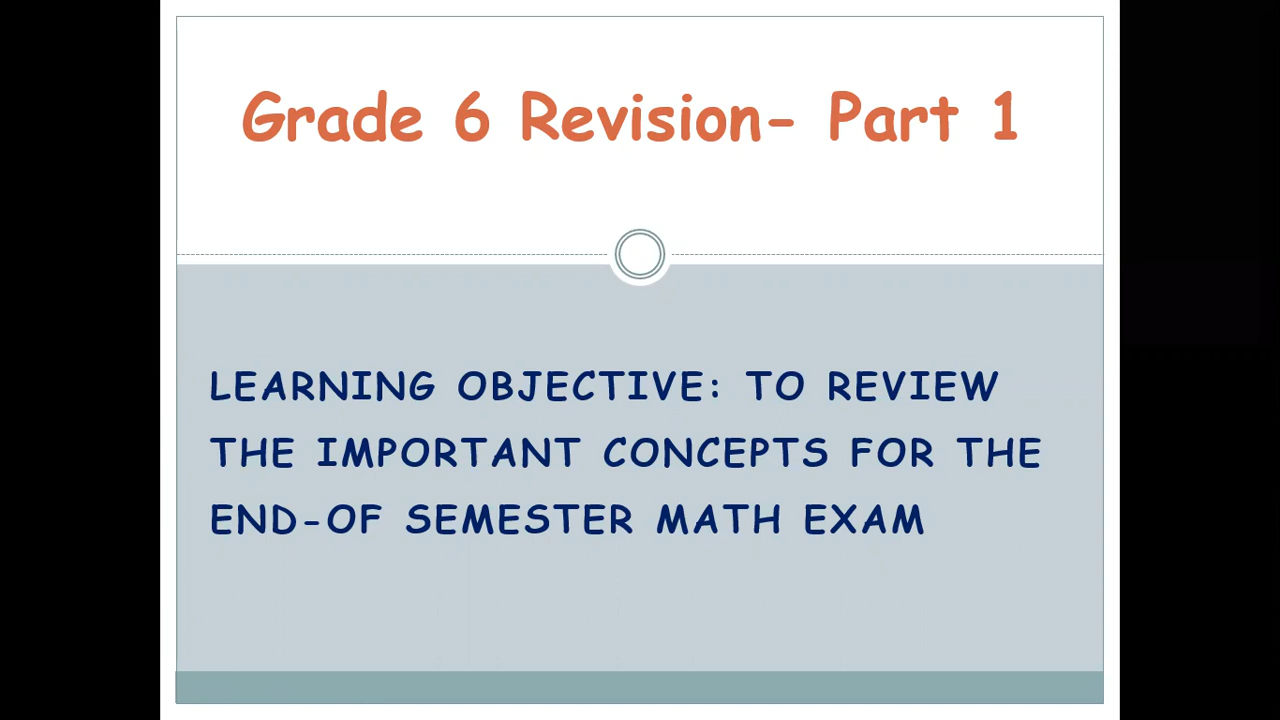 Grade 6 Revision- Part 1
LEARNING OBJECTIVE: TO REVIEW
THE IMPORTANT CONCEPTS FOR THE
END-OF SEMESTER MATH EXAM